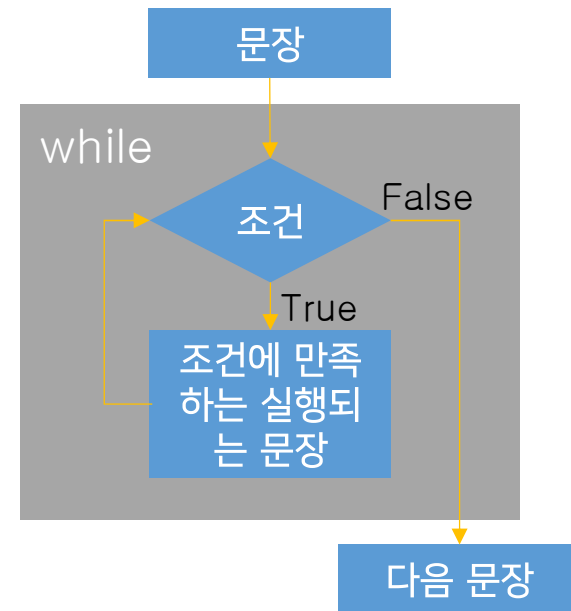 문장
while
조건
False
True
조건에 만족
하는 실행되
는 문장
다음 문장